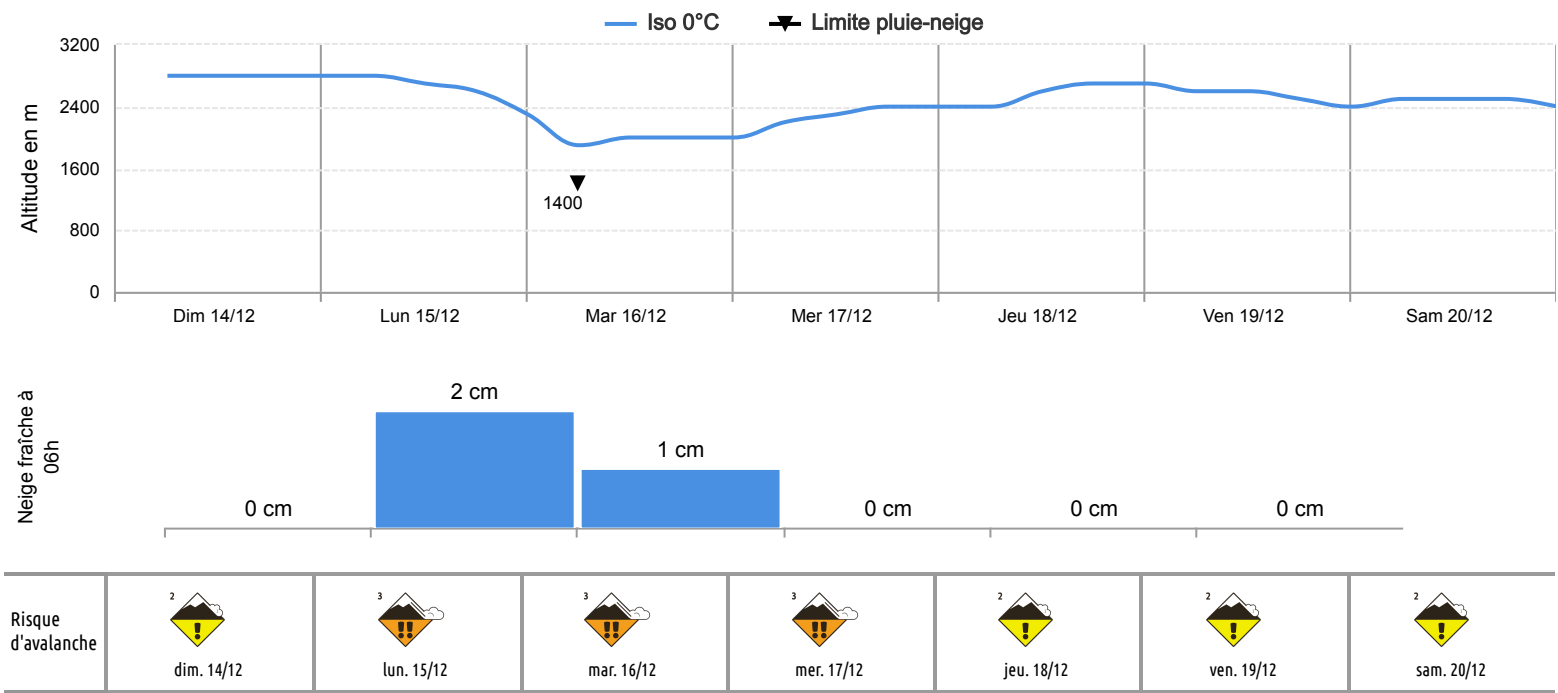 Iso 0°C Limite pluie-neige
Altitude en m
3200
2400
1600
800
0
1400
Dim 14/12 Lun 15/12 Mar 16/12 Mer 17/12 Jeu 18/12 Ven 19/12 Sam 20/12
Neige fraîche à
06h
0 cm 2 cm 1 cm 0 cm 0 cm 0 cm
Risque
d'avalanche
2 3 3 3 2 2 2
! !! !! !! ! ! !
dim. 14/12 lun. 15/12 mar. 16/12 mer. 17/12 jeu. 18/12 ven. 19/12 sam. 20/12